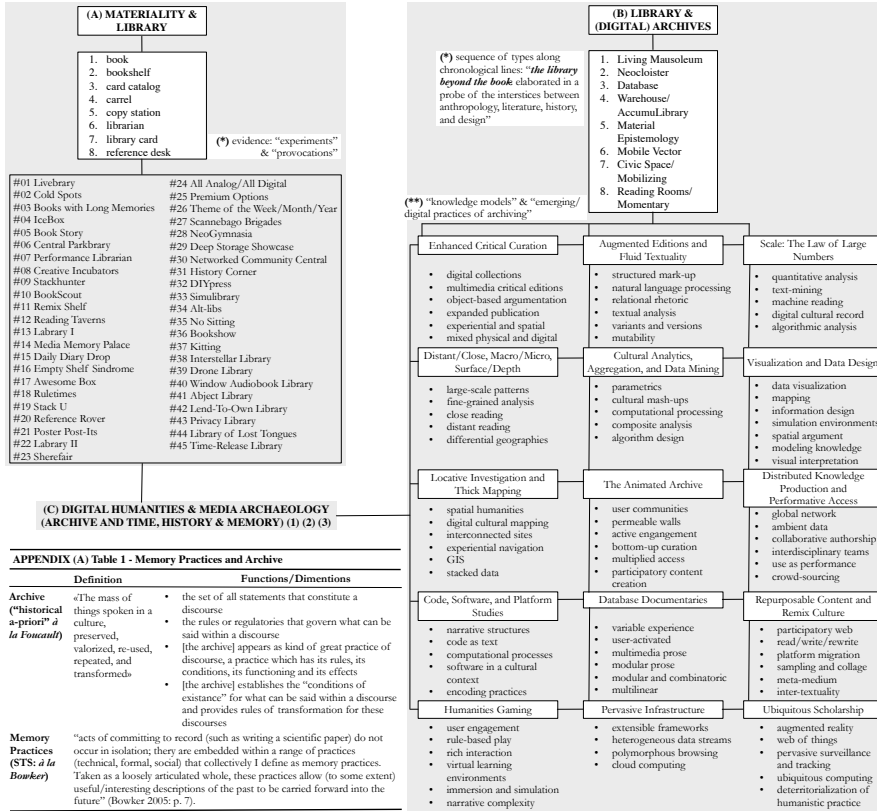 (A) MATERIALITY &
LIBRARY
1. book
2. bookshelf
3. card catalog
4. carrel
5. copy station
6. librarian
7. library card
8. reference desk
(*) evidence: “experiments”
& “provocations”
#01 Livebrary
#02 Cold Spots
#03 Books with Long Memories
#04 IceBox
#05 Book Story
#06 Central Parkbrary
#07 Performance Librarian
#08 Creative Incubators
#09 Stackhunter
#10 BookScout
#11 Remix Shelf
#12 Reading Taverns
#13 Labrary I
#14 Media Memory Palace
#15 Daily Diary Drop
#16 Empty Shelf Sindrome
#17 Awesome Box
#18 Ruletimes
#19 Stack U
#20 Reference Rover
#21 Poster Post-Its
#22 Labrary II
#23 Sherefair
#24 All Analog/All Digital
#25 Premium Options
#26 Theme of the Week/Month/Year
#27 Scannebago Brigades
#28 NeoGymnasia
#29 Deep Storage Showcase
#30 Networked Community Central
#31 History Corner
#32 DIYpress
#33 Simulibrary
#34 Alt-libs
#35 No Sitting
#36 Bookshow
#37 Kitting
#38 Interstellar Library
#39 Drone Library
#40 Window Audiobook Library
#41 Abject Library
#42 Lend-To-Own Library
#43 Privacy Library
#44 Library of Lost Tongues
#45 Time-Release Library
(C) DIGITAL HUMANITIES & MEDIA ARCHAEOLOGY
(ARCHIVE AND TIME, HISTORY & MEMORY) (1) (2) (3)
APPENDIX (A) Table 1 - Memory Practices and Archive
Definition
Functions/Dimentions
Archive
(“historical
a-priori” à
la Foucault)
«The mass of
things spoken in a
culture,
preserved,
valorized, re-used,
repeated, and
transformed»
• the set of all statements that constitute a
discourse
• the rules or regulatories that govern what can be
said within a discourse
• [the archive] appears as kind of great practice of
discourse, a practice which has its rules, its
conditions, its functioning and its effects
• [the archive] establishes the “conditions of
existance” for what can be said within a discourse
and provides rules of transformation for these
discourses
Memory
Practices
(STS: à la
Bowker)
“acts of committing to record (such as writing a scientific paper) do not
occur in isolation; there are embedded within a range of practices
(technical, formal, social) that collectively I define as memory practices.
Taken as a loosely articulated whole, these practices allow (to some extent)
useful/interesting descriptions of the past to be carried forward into the
future” (Bowker 2005: p. 7).
(B) LIBRARY &
(DIGITAL) ARCHIVES
(*) sequence of types along
chronological lines: “the library
beyond the book elaborated in a
probe of the interstices between
anthropology, literature, history,
and design”
1. Living Mausoleum
2. Neocloister
3. Database
4. Warehouse/
AccumuLibrary
5. Material
Epistemology
6. Mobile Vector
7. Civic Space/
Mobilizing
8. Reading Rooms/
Momentary
(**) “knowledge models” & “emerging/
digital practices of archiving”
Enhanced Critical Curation
• digital collections
• multimedia critical editions
• object-based argumentation
• expanded publication
• experiential and spatial
• mixed physical and digital
Augmented Editions and
Fluid Textuality
• structured mark-up
• natural language processing
• relational rhetoric
• textual analysis
• variants and versions
• mutability
Scale: The Law of Large
Numbers
• quantitative analysis
• text-mining
• machine reading
• digital cultural record
• algorithmic analysis
Distant/Close, Macro/Micro,
Surface/Depth
• large-scale patterns
• fine-grained analysis
• close reading
• distant reading
• differential geographies
Cultural Analytics,
Aggregation, and Data Mining
• parametrics
• cultural mash-ups
• computational processing
• composite analysis
• algorithm design
Visualization and Data Design
• data visualization
• mapping
• information design
• simulation environments
• spatial argument
• modeling knowledge
• visual interpretation
Locative Investigation and
Thick Mapping
• spatial humanities
• digital cultural mapping
• interconnected sites
• experiential navigation
• GIS
• stacked data
The Animated Archive
• user communities
• permeable walls
• active engangement
• bottom-up curation
• multiplied access
• participatory content
creation
Distributed Knowledge
Production and
Performative Access
• global network
• ambient data
• collaborative authorship
• interdisciplinary teams
• use as performance
• crowd-sourcing
Code, Software, and Platform
Studies
• narrative structures
• code as text
• computational processes
• software in a cultural
context
• encoding practices
Database Documentaries
• variable experience
• user-activated
• multimedia prose
• modular prose
• modular and combinatoric
• multilinear
Repurposable Content and
Remix Culture
• participatory web
• read/write/rewrite
• platform migration
• sampling and collage
• meta-medium
• inter-textuality
Humanities Gaming
• user engagement
• rule-based play
• rich interaction
• virtual learning
environments
• immersion and simulation
• narrative complexity
Pervasive Infrastructure
• extensible frameworks
• heterogeneous data streams
• polymorphous browsing
• cloud computing
Ubiquitous Scholarship
• augmented reality
• web of things
• pervasive surveillance
and tracking
• ubiquitous computing
• deterritorialization of
humanistic practice